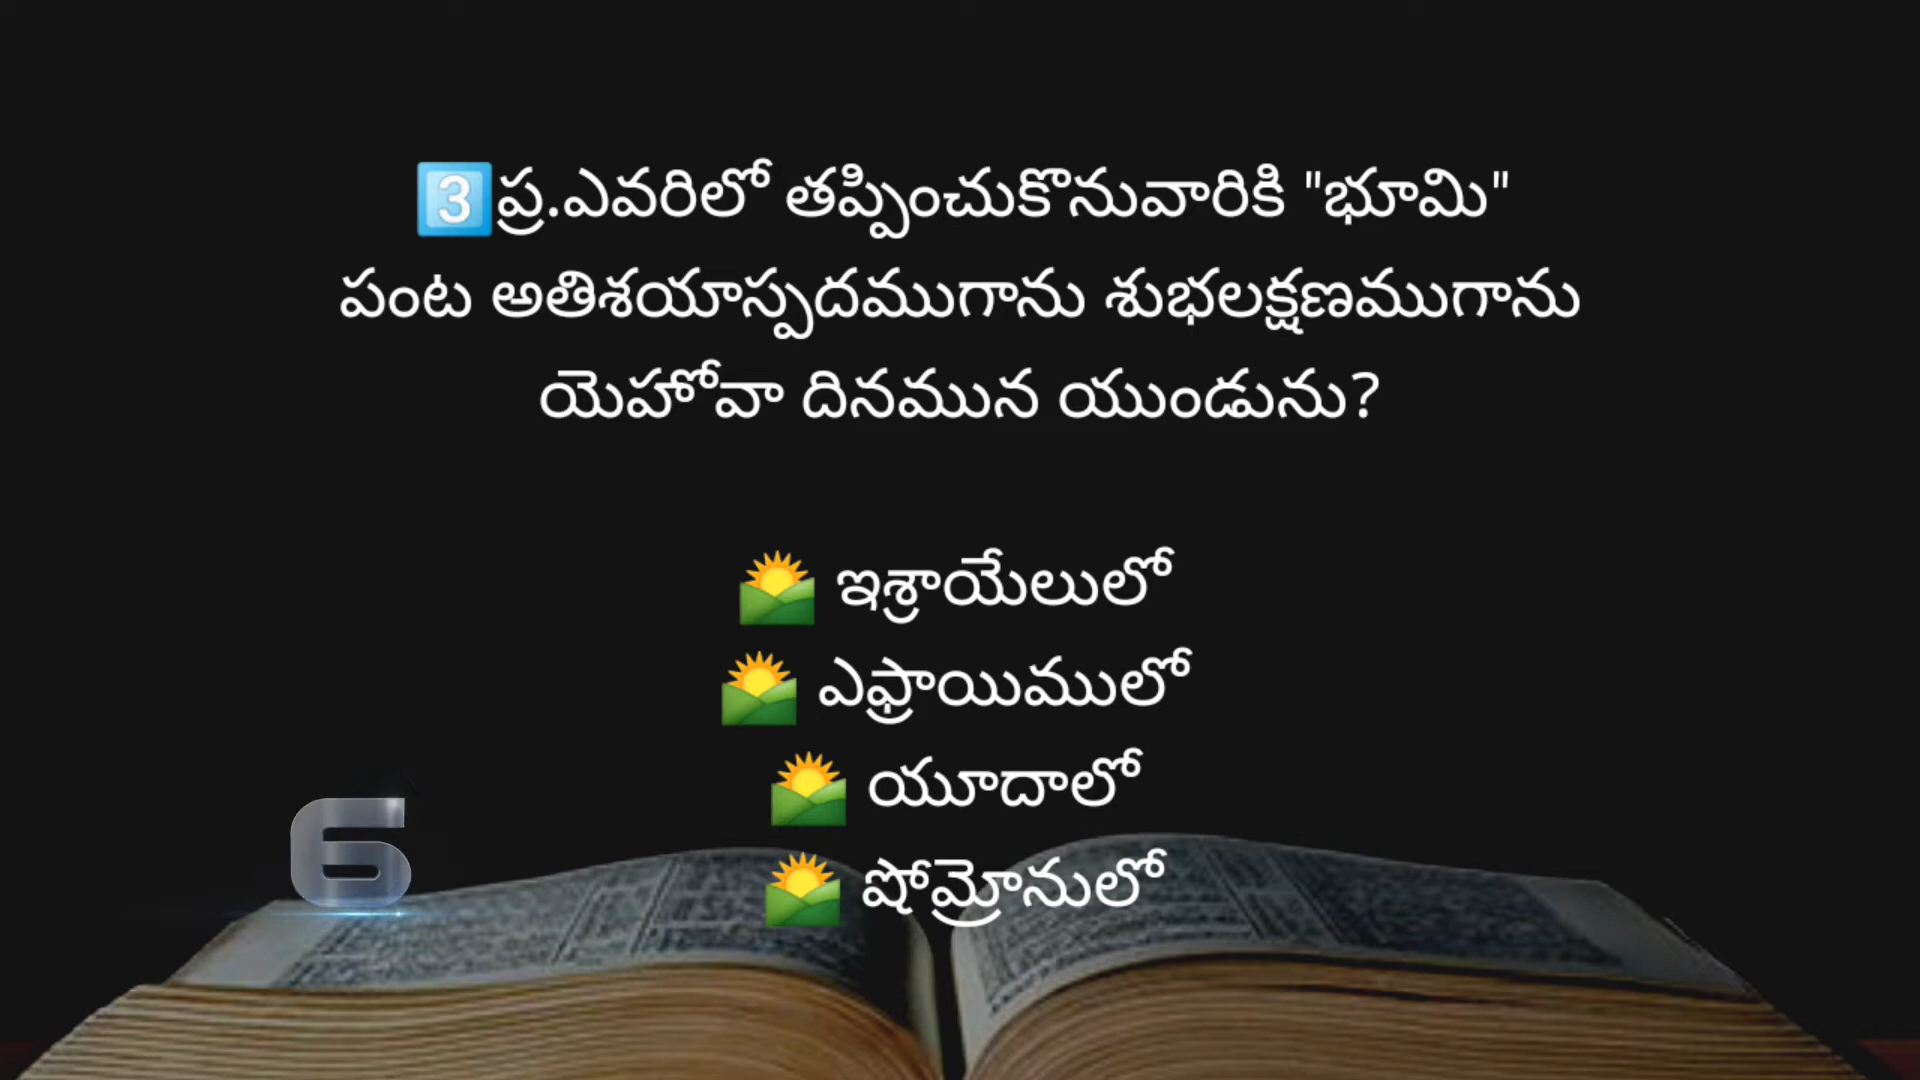 3 ప్ర.ఎవరిలో తప్పించుకొనువారికి "భూమి"
పంట అతిశయాస్పదముగాను శుభలక్షణముగాను
యెహోవా దినమున యుండును?
ఇశ్రాయేలులో
ఎఫ్రాయిములో
యూదాలో
షోమ్రోనులో
6